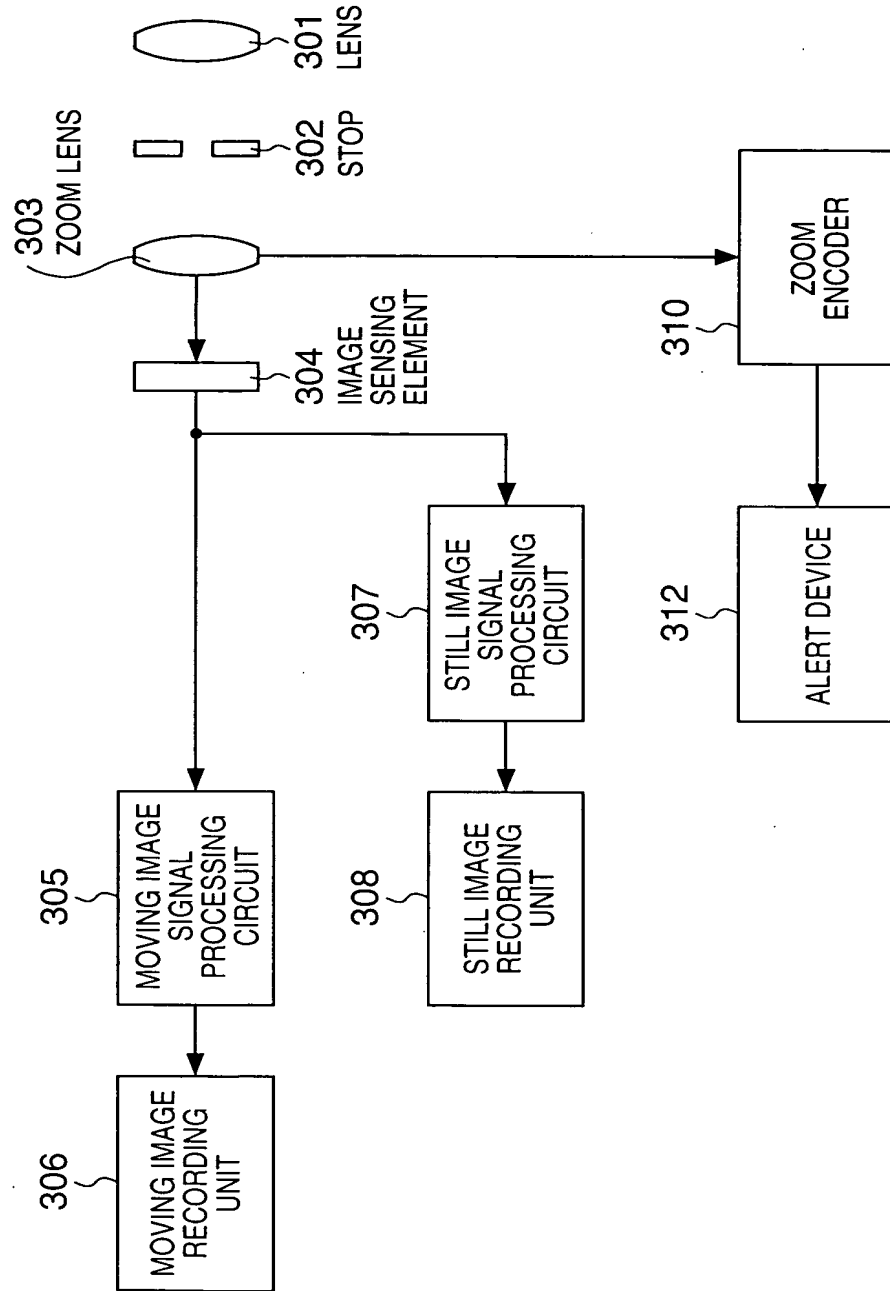 303
ZOOM LENS
302
STOP
301
LENS
304
IMAGE
SENSING
ELEMENT
305
MOVING IMAGE
SIGNAL
PROCESSING
CIRCUIT
306
MOVING IMAGE
RECORDING
UNIT
307
STILL IMAGE
SIGNAL
PROCESSING
CIRCUIT
308
STILL IMAGE
RECORDING
UNIT
310
ZOOM
ENCODER
312
ALERT DEVICE